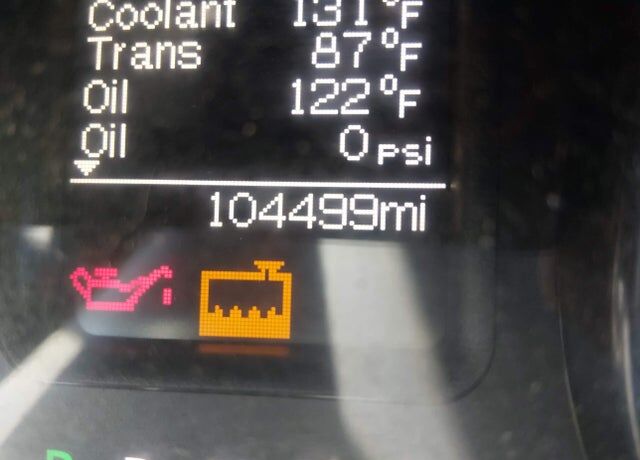 Coolant 131°F
Trans 87°F
Oil 122°F
Oil 0 PSi
104499mi